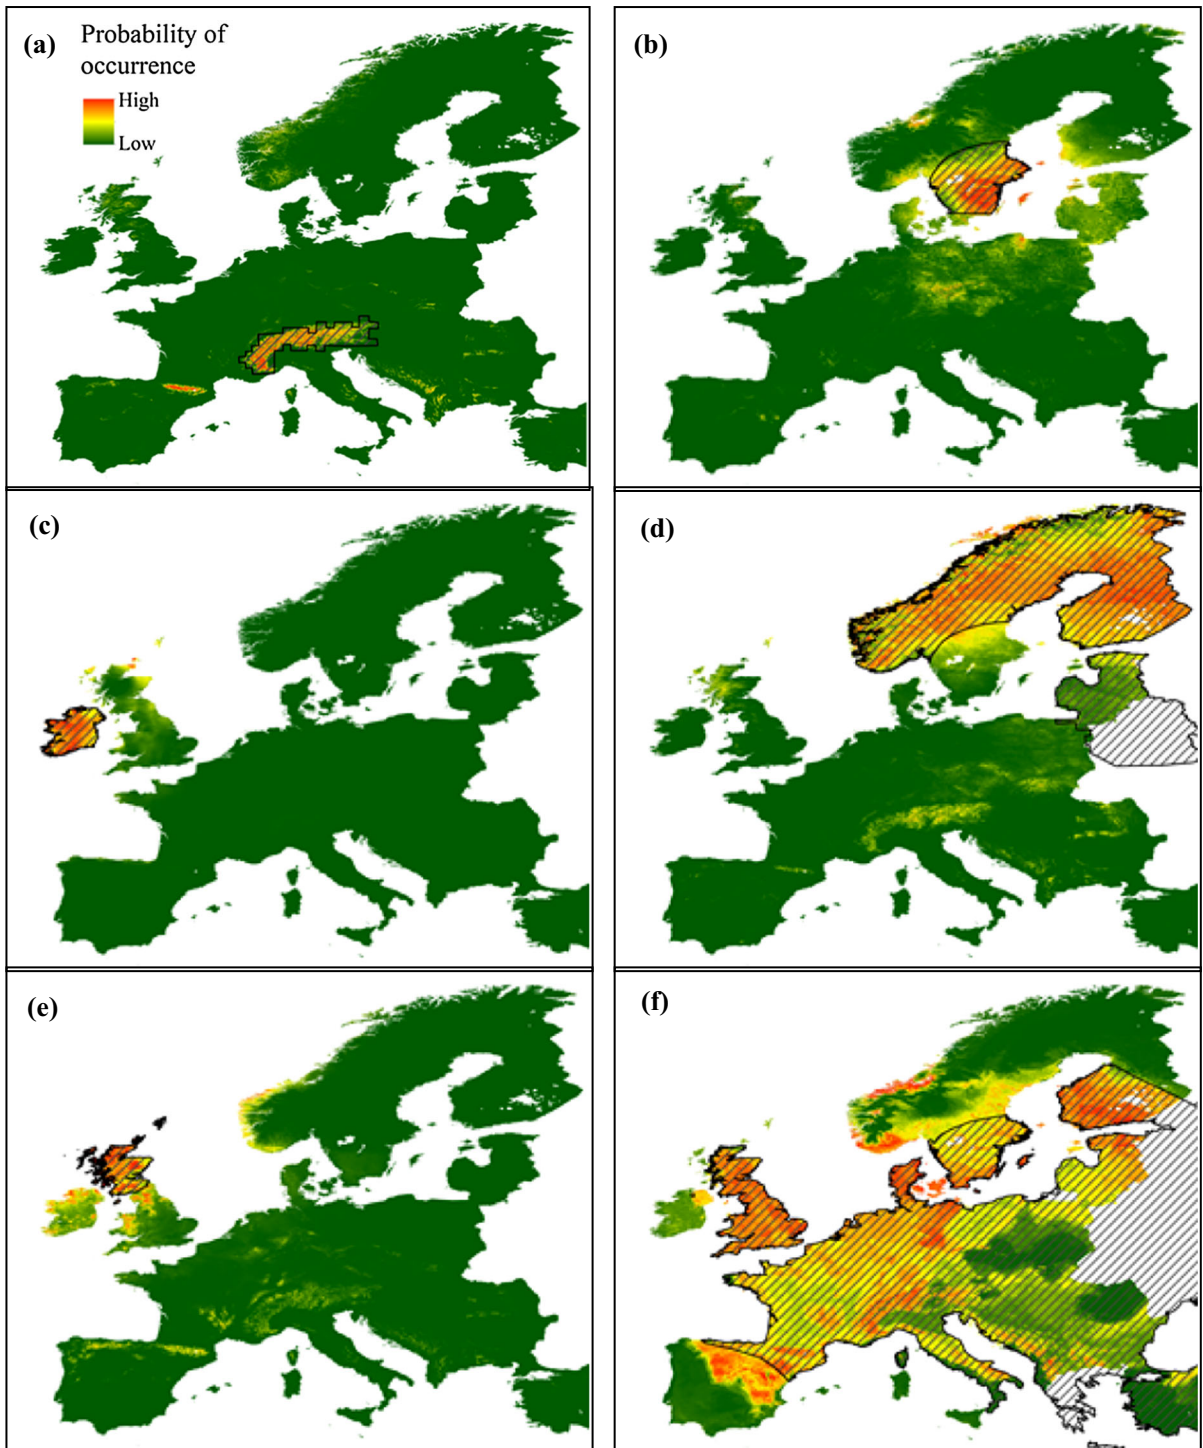 (a)
Probability of
occurrence
High
Low
(b)
(c)
(d)
(e)
(f)